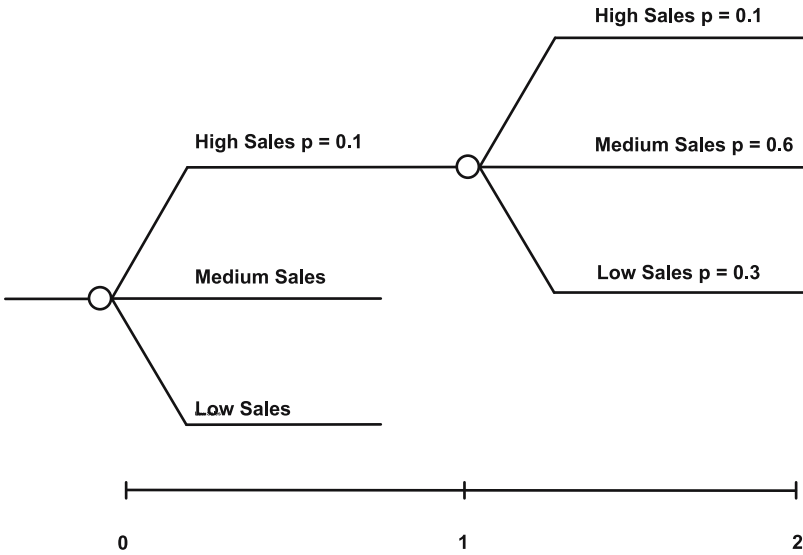 High Sales p = 0.1
High Sales p = 0.1
Medium Sales p = 0.6
Medium Sales
Low Sales p = 0.3
Low Sales
0
1
2